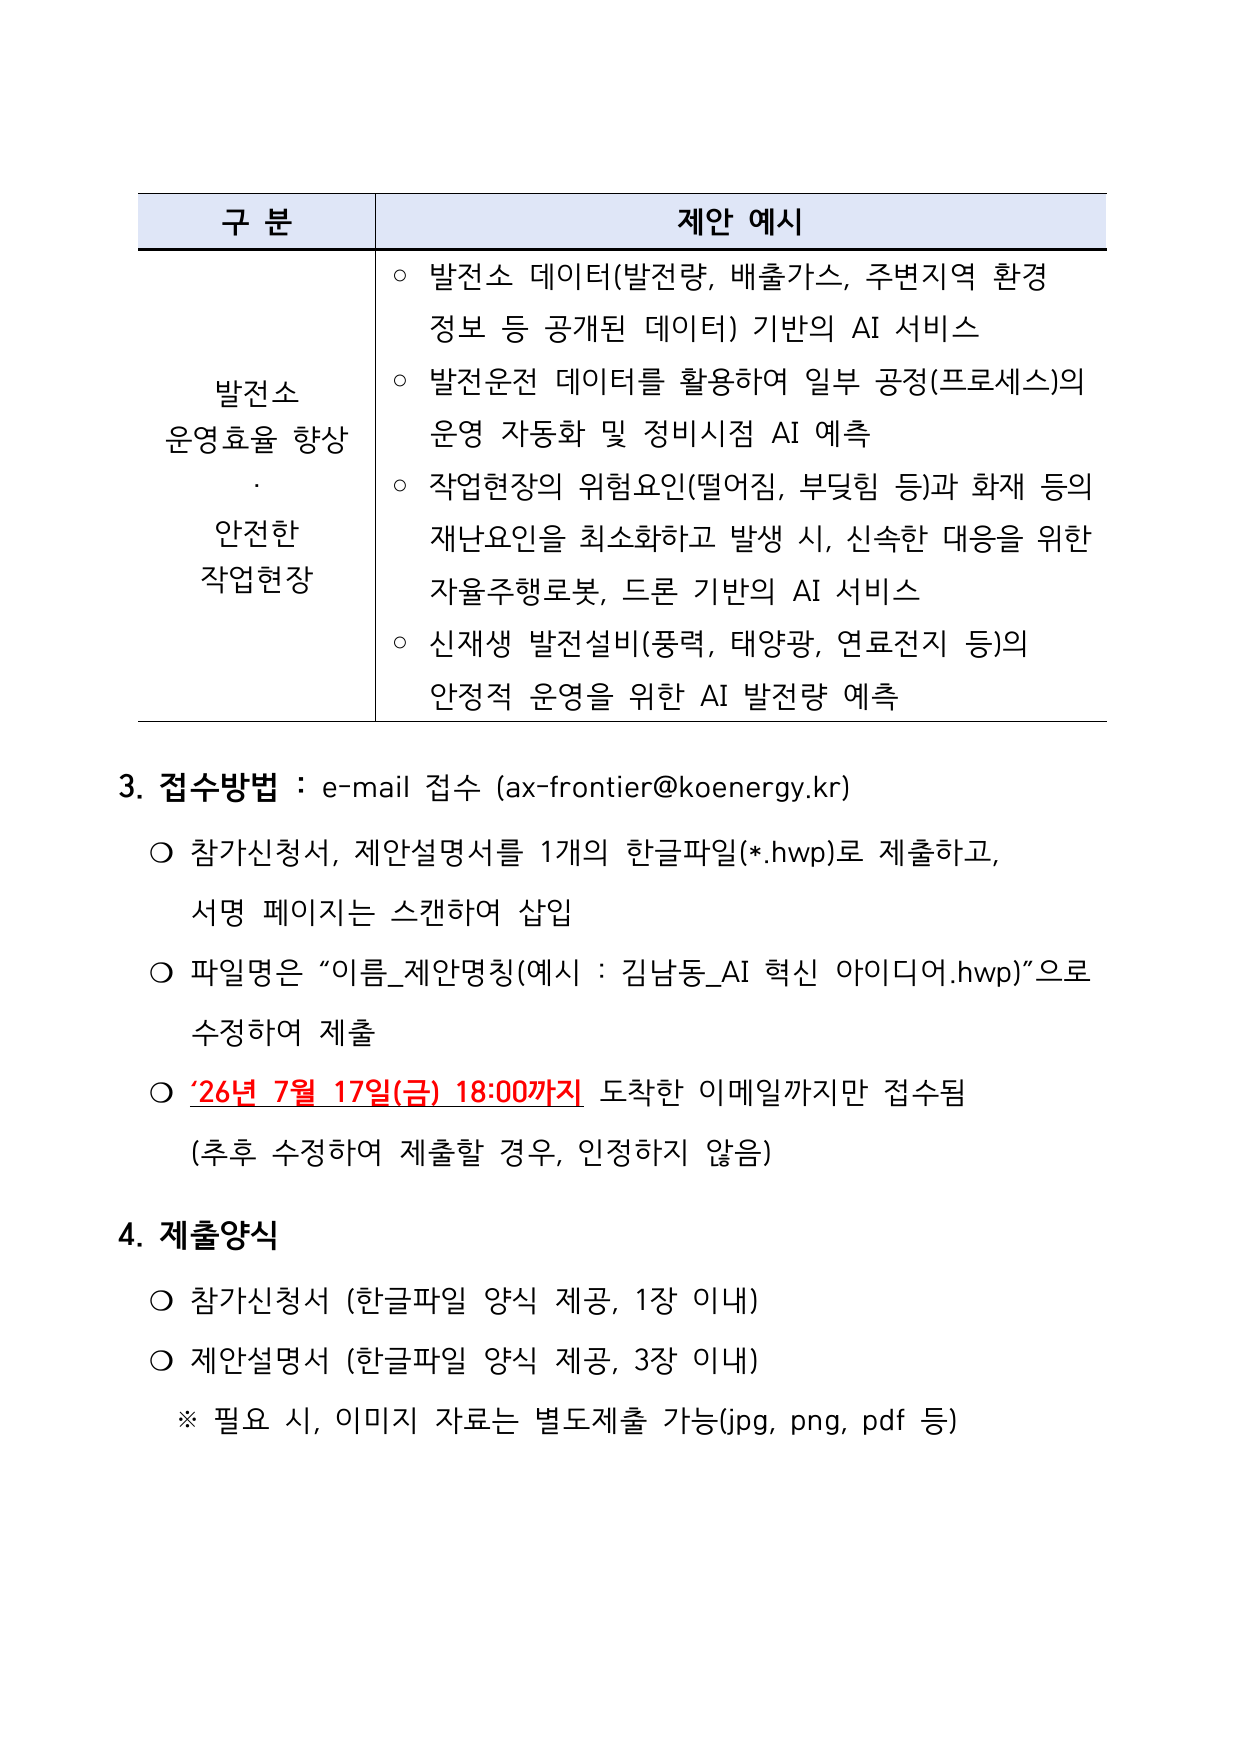 구 분
제안 예시
발전소
운영효율 향상
·
안전한
작업현장
○ 발전소 데이터(발전량, 배출가스, 주변지역 환경
정보 등 공개된 데이터) 기반의 AI 서비스
○ 발전운전 데이터를 활용하여 일부 공정(프로세스)의
운영 자동화 및 정비시점 AI 예측
○ 작업현장의 위험요인(떨어짐, 부딪힘 등)과 화재 등의
재난요인을 최소화하고 발생 시, 신속한 대응을 위한
자율주행로봇, 드론 기반의 AI 서비스
○ 신재생 발전설비(풍력, 태양광, 연료전지 등)의
안정적 운영을 위한 AI 발전량 예측
3. 접수방법 : e-mail 접수 (ax-frontier@koenergy.kr)
❍ 참가신청서, 제안설명서를 1개의 한글파일(*.hwp)로 제출하고,
서명 페이지는 스캔하여 삽입
❍ 파일명은 “이름_제안명칭(예시 : 김남동_AI 혁신 아이디어.hwp)”으로
수정하여 제출
❍ ‘26년 7월 17일(금) 18:00까지 도착한 이메일까지만 접수됨
(추후 수정하여 제출할 경우, 인정하지 않음)
4. 제출양식
❍ 참가신청서 (한글파일 양식 제공, 1장 이내)
❍ 제안설명서 (한글파일 양식 제공, 3장 이내)
※ 필요 시, 이미지 자료는 별도제출 가능(jpg, png, pdf 등)